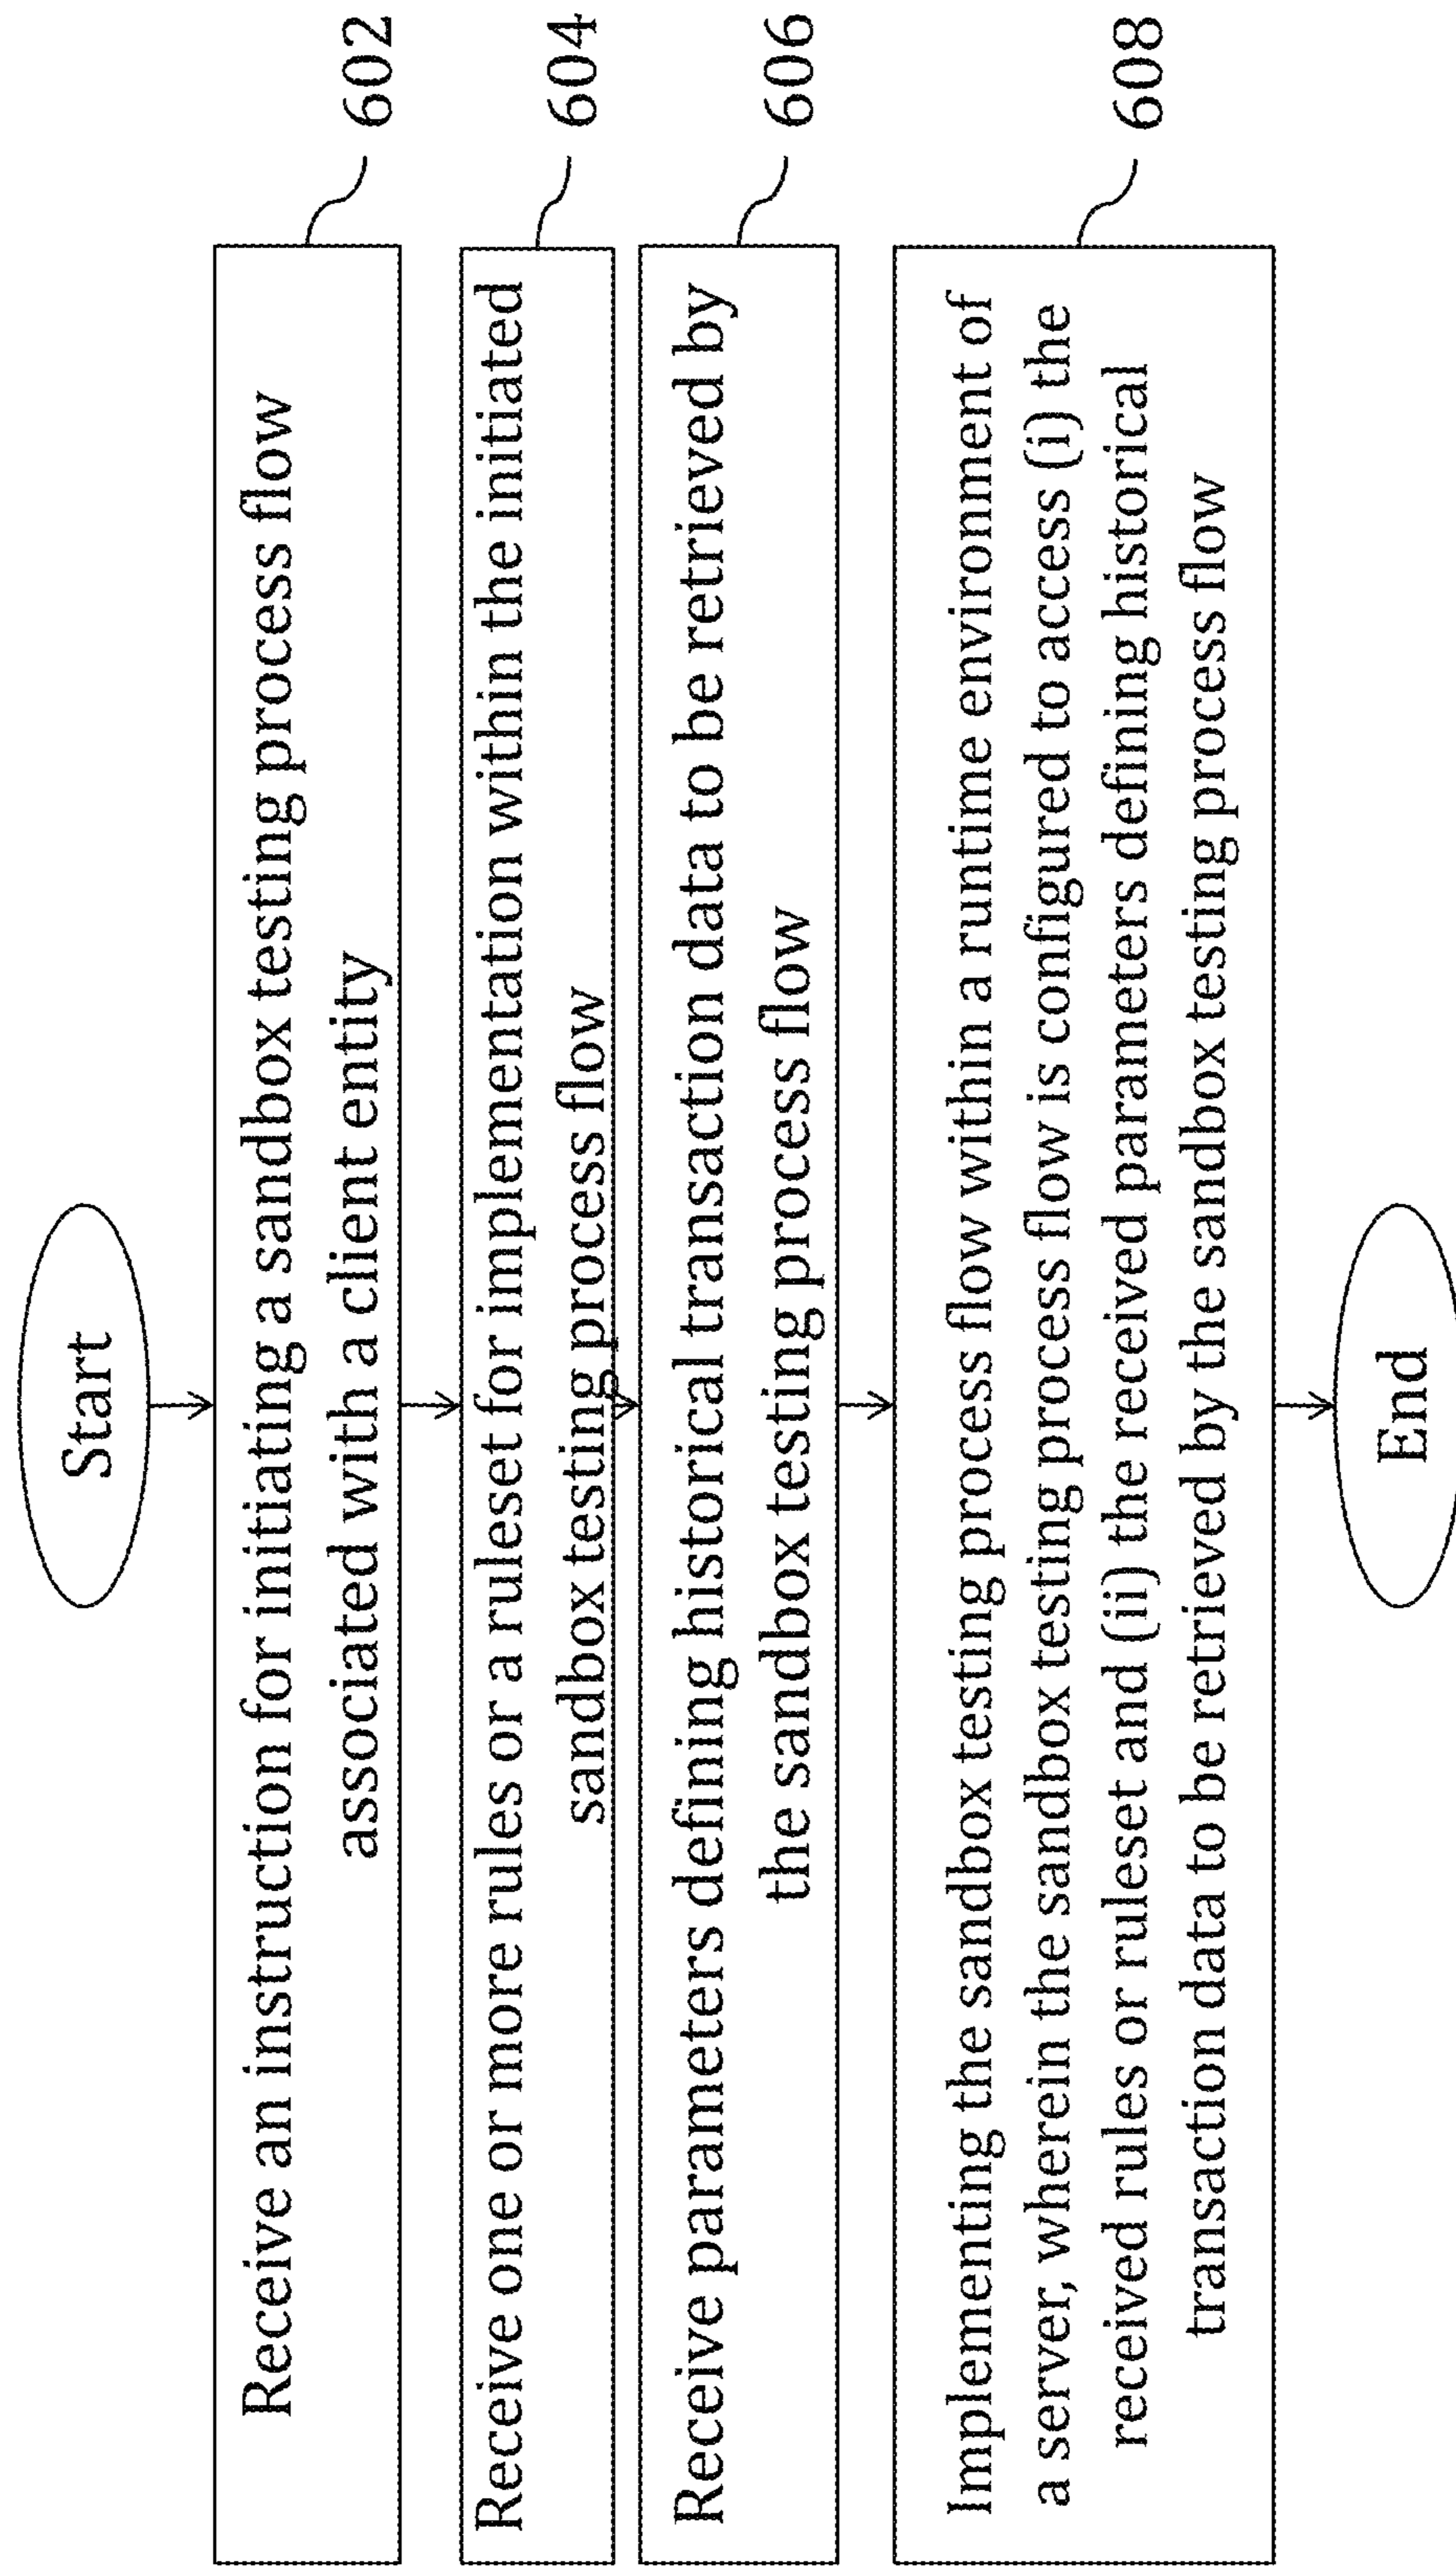 Start
Receive an instruction for initiating a sandbox testing process flow
associated with a client entity
602
Receive one or more rules or a ruleset for implementation within the initiated
sandbox testing process flow
604
Receive parameters defining historical transaction data to be retrieved by
the sandbox testing process flow
606
Implementing the sandbox testing process flow within a runtime environment of
a server, wherein the sandbox testing process flow is configured to access (i) the
received rules or ruleset and (ii) the received parameters defining historical
transaction data to be retrieved by the sandbox testing process flow
608
End